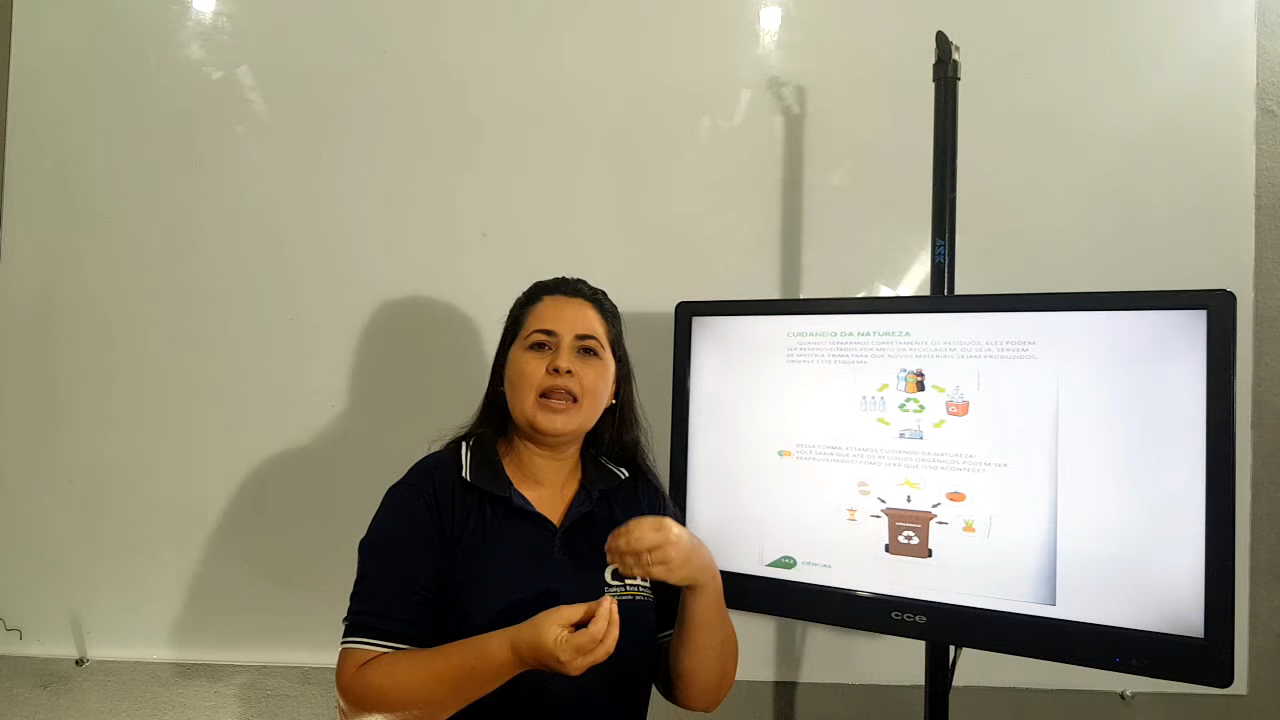 CUIDANDO DA NATUREZA
QUANDO SEPARAMOS CORRETAMENTE OS RESÍDUOS, ELES PODEM
SER REAPROVEITADOS POR MEIO DA RECICLAGEM, OU SEJA, SERVEM
DE MATÉRIA-PRIMA PARA QUE NOVOS MATERIAIS SEJAM PRODUZIDOS.
OBSERVE ESTE ESQUEMA.
DESSA FORMA, ESTAMOS CUIDANDO DA NATUREZA!
VOCÊ SABIA QUE ATÉ OS RESÍDUOS ORGÂNICOS PODEM SER
REAPROVEITADOS? COMO SERÁ QUE ISSO ACONTECE?
CIÊNCIAS
cce
Colégio